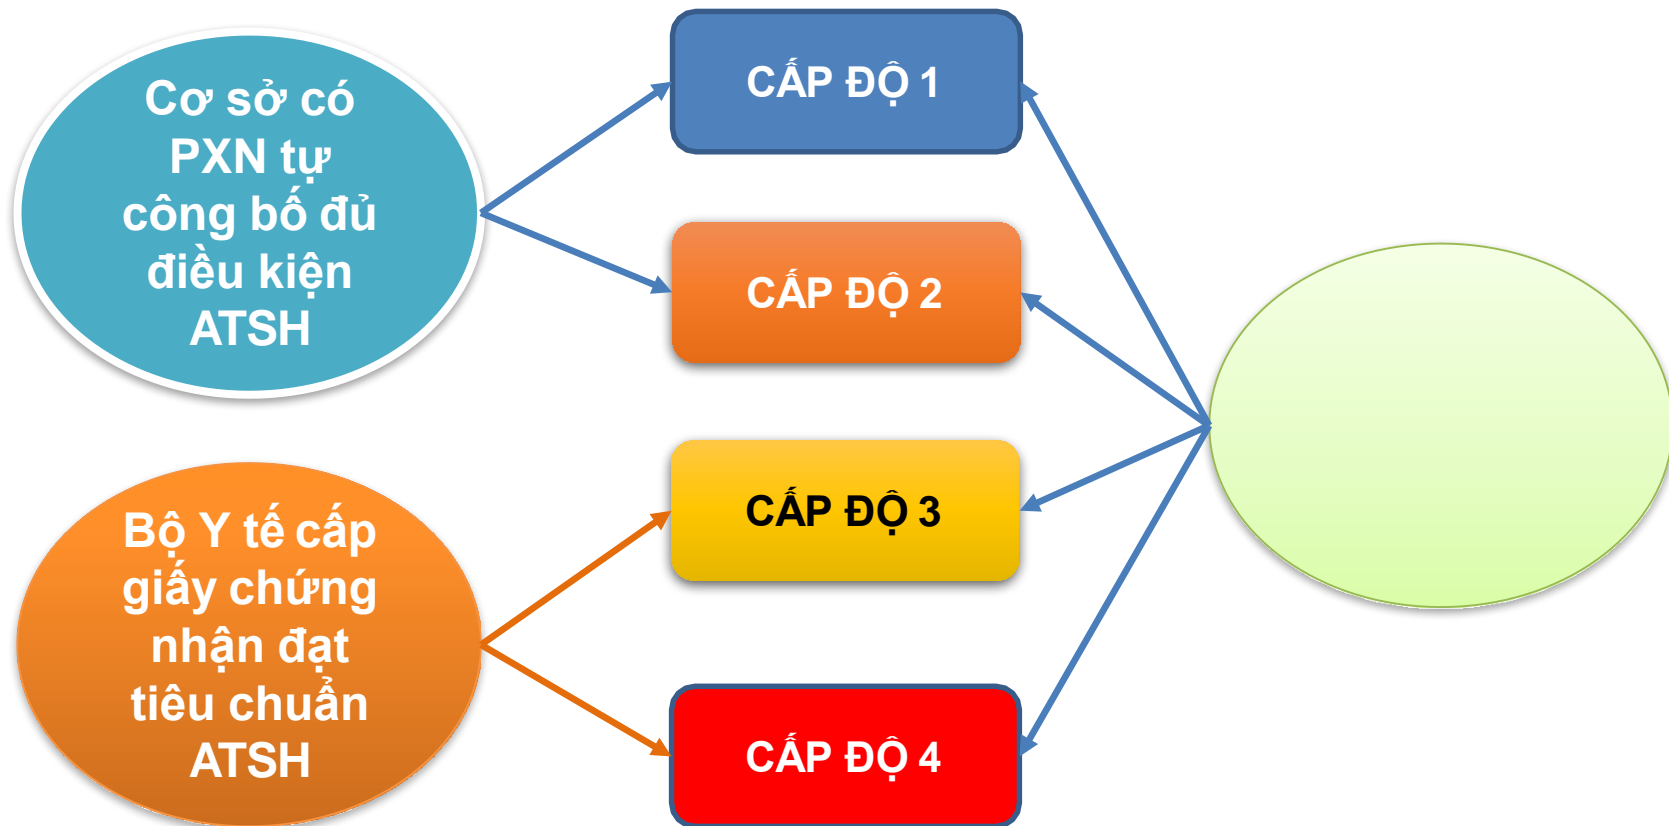 Cơ sở có
PXN tự
công bố đủ
điều kiện
ATSH
Bộ Y tế cấp
giấy chứng
nhận đạt
tiêu chuẩn
ATSH
CẤP ĐỘ 1
CẤP ĐỘ 2
CẤP ĐỘ 3
CẤP ĐỘ 4